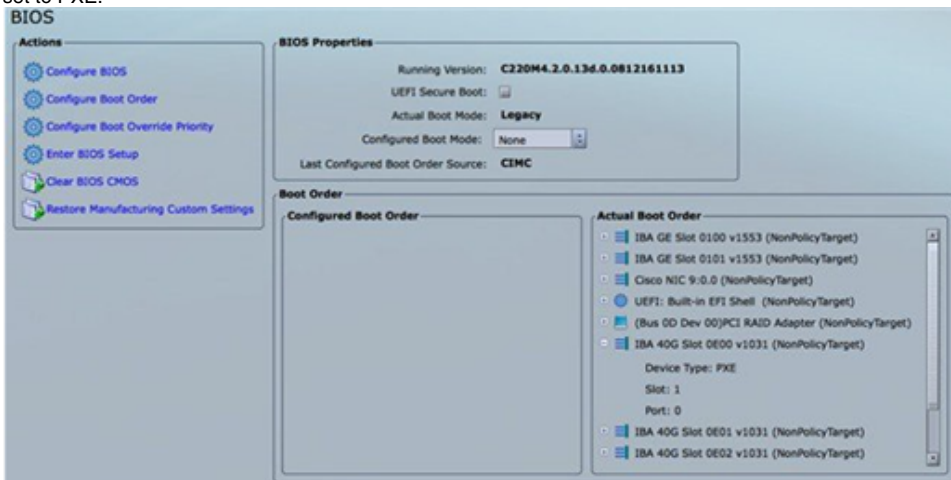 set to PXE.
BIOS
Actions
Configure BIOS
Configure Boot Order
Configure Boot Override Priority
Enter BIOS Setup
Clear BIOS CMOS
Restore Manufacturing Custom Settings
BIOS Properties
Running Version: C220M4.2.0.13d.0.0812161113
UEFI Secure Boot:
Actual Boot Mode: Legacy
Configured Boot Mode: None
Last Configured Boot Order Source: CIMC
Boot Order
Configured Boot Order
Actual Boot Order
IBA GE Slot 0100 v1553 (NonPolicyTarget)
IBA GE Slot 0101 v1553 (NonPolicyTarget)
Cisco NIC 9:0.0 (NonPolicyTarget)
UEFI: Built-in EFI Shell (NonPolicyTarget)
(Bus 0D Dev 00)PCI RAID Adapter (NonPolicyTarget)
IBA 40G Slot 0E00 v1031 (NonPolicyTarget)
Device Type: PXE
Slot: 1
Port: 0
IBA 40G Slot 0E01 v1031 (NonPolicyTarget)
IBA 40G Slot 0E02 v1031 (NonPolicyTarget)